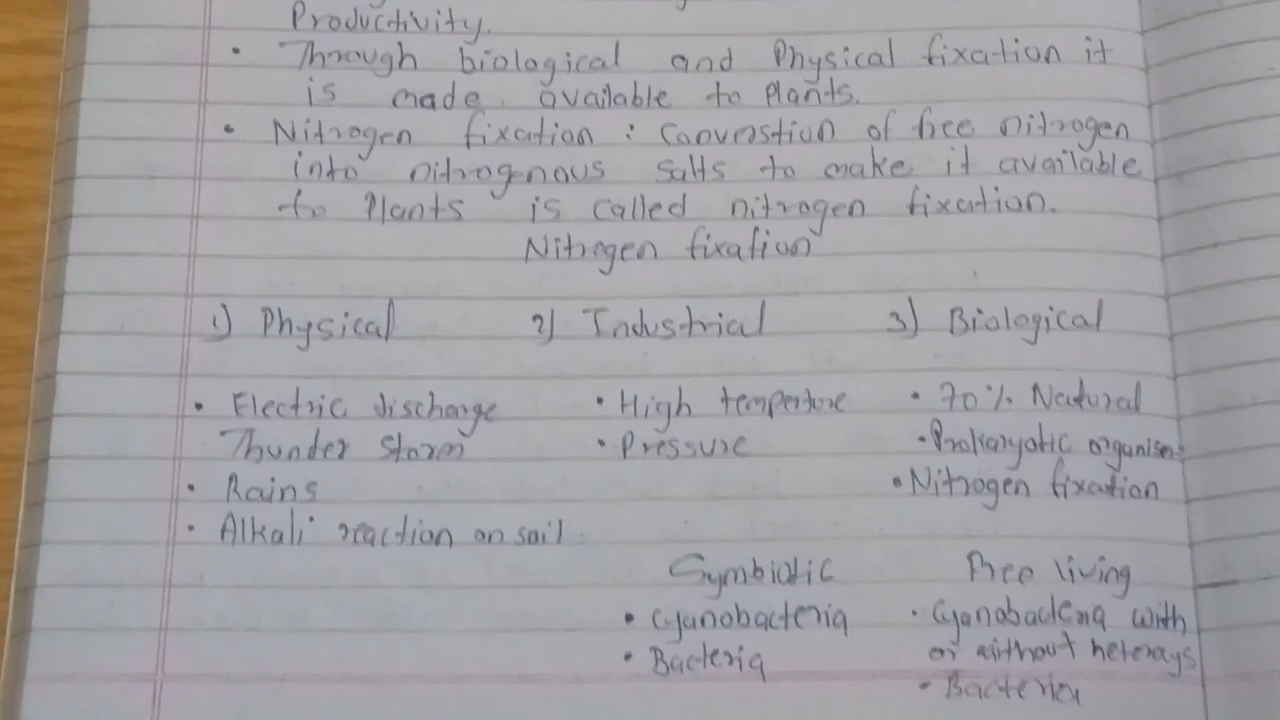 Productivity.
• Through biological and Physical fixation it
is made available to plants.
• Nitrogen fixation : Converstion of free nitrogen
into nitrognous salts to make it available
to Plants is called nitrogen fixation.
Nitrogen fixation
1) Physical 2) Industrial 3) Biological
• Electric discharge • High temperture • 70% Natural
Thunder storm • Pressure • Prokaryotic organisms
• Rains • Nitrogen fixation
• Alkali reaction on soil
Symbiotic Free living
• Cyanobacteria • Cyanobacteria with
or without heterays
• Bacteria • Bacteria